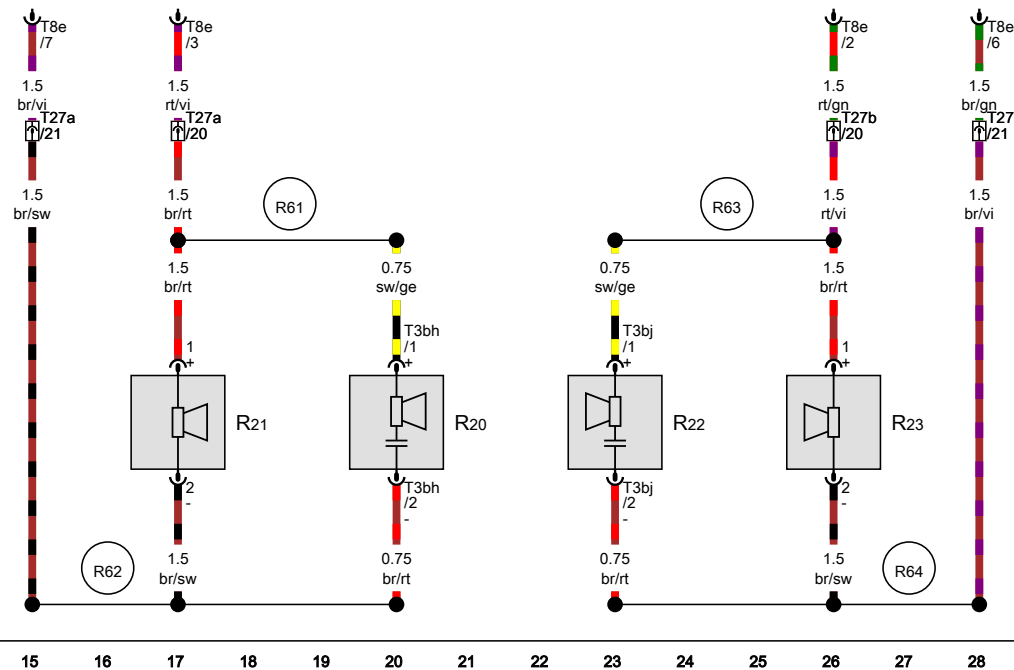 T8e
/7
T8e
/3
T8e
/2
T8e
/6
1.5
br/vi
1.5
rt/vi
1.5
rt/gn
1.5
br/gn
T27a
/21
T27a
/20
T27b
/20
T27
/21
1.5
br/sw
1.5
br/rt
R61
R63
1.5
rt/vi
1.5
br/vi
1.5
br/rt
0.75
sw/ge
0.75
sw/ge
1.5
br/rt
1
+
T3bh
/1
+
T3bj
/1
+
1
+
R21
R20
R22
R23
2
-
T3bh
/2
-
T3bj
/2
-
2
-
R62
1.5
br/sw
0.75
br/rt
0.75
br/rt
1.5
br/sw
R64
15 16 17 18 19 20 21 22 23 24 25 26 27 28